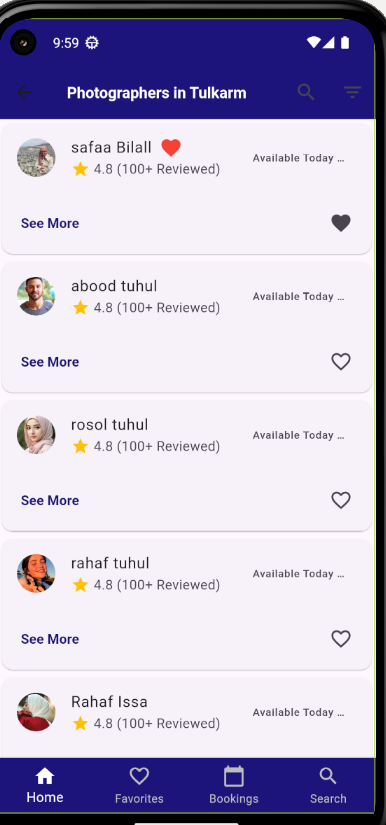 9:59
Photographers in Tulkarm
safaa Bilall
4.8 (100+ Reviewed)
Available Today ...
See More
abood tuhul
4.8 (100+ Reviewed)
Available Today ...
See More
rosol tuhul
4.8 (100+ Reviewed)
Available Today ...
See More
rahaf tuhul
4.8 (100+ Reviewed)
Available Today ...
See More
Rahaf Issa
4.8 (100+ Reviewed)
Available Today ...
Home
Favorites
Bookings
Search